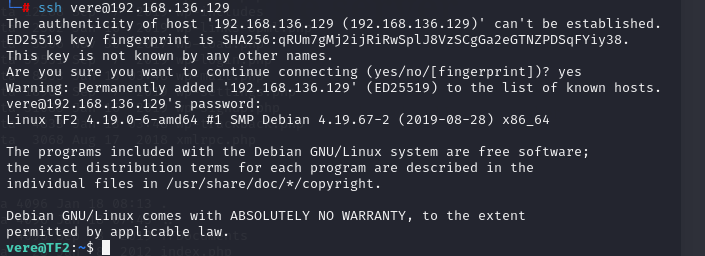 └─# ssh vere@192.168.136.129
The authenticity of host '192.168.136.129 (192.168.136.129)' can't be established.
ED25519 key fingerprint is SHA256:qRUm7gMj2ijRiRwSplJ8VzSCgGa2eGTNZPDSqFYiy38.
This key is not known by any other names.
Are you sure you want to continue connecting (yes/no/[fingerprint])? yes
Warning: Permanently added '192.168.136.129' (ED25519) to the list of known hosts.
vere@192.168.136.129's password:
Linux TF2 4.19.0-6-amd64 #1 SMP Debian 4.19.67-2 (2019-08-28) x86_64
The programs included with the Debian GNU/Linux system are free software;
the exact distribution terms for each program are described in the
individual files in /usr/share/doc/*/copyright.
Debian GNU/Linux comes with ABSOLUTELY NO WARRANTY, to the extent
permitted by applicable law.
vere@TF2:~$